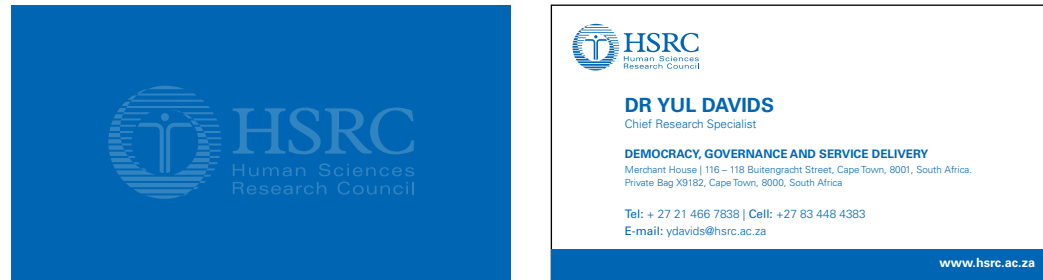 HSRC
Human Sciences
Research Council
HSRC
Human Sciences
Research Council
DR YUL DAVIDS
Chief Research Specialist
DEMOCRACY, GOVERNANCE AND SERVICE DELIVERY
Merchant House | 116 – 118 Buitengracht Street, Cape Town, 8001, South Africa.
Private Bag X9182, Cape Town, 8000, South Africa
Tel: + 27 21 466 7838 | Cell: +27 83 448 4383
E-mail: ydavids@hsrc.ac.za
www.hsrc.ac.za